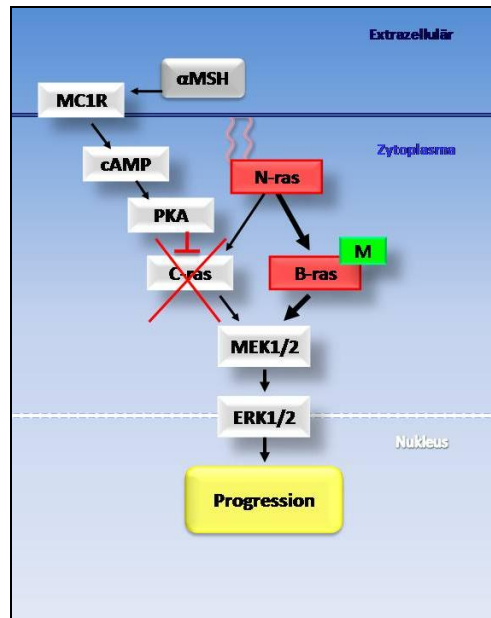 Extrazellulär
αMSH
MC1R
Zytoplasma
cAMP
N-ras
PKA
M
C-ras
B-ras
MEK1/2
ERK1/2
Nukleus
Progression